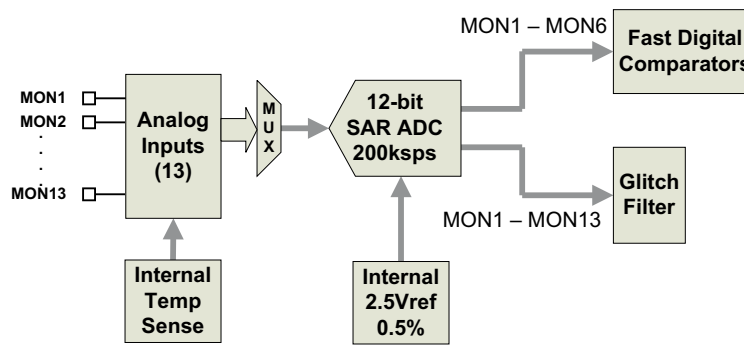 MON1 – MON6
Fast Digital
Comparators
MON1
MON2
.
.
.
.
MON13
Analog
Inputs
(13)
M
U
X
12-bit
SAR ADC
200ksps
Glitch
Filter
MON1 – MON13
Internal
Temp
Sense
Internal
2.5Vref
0.5%